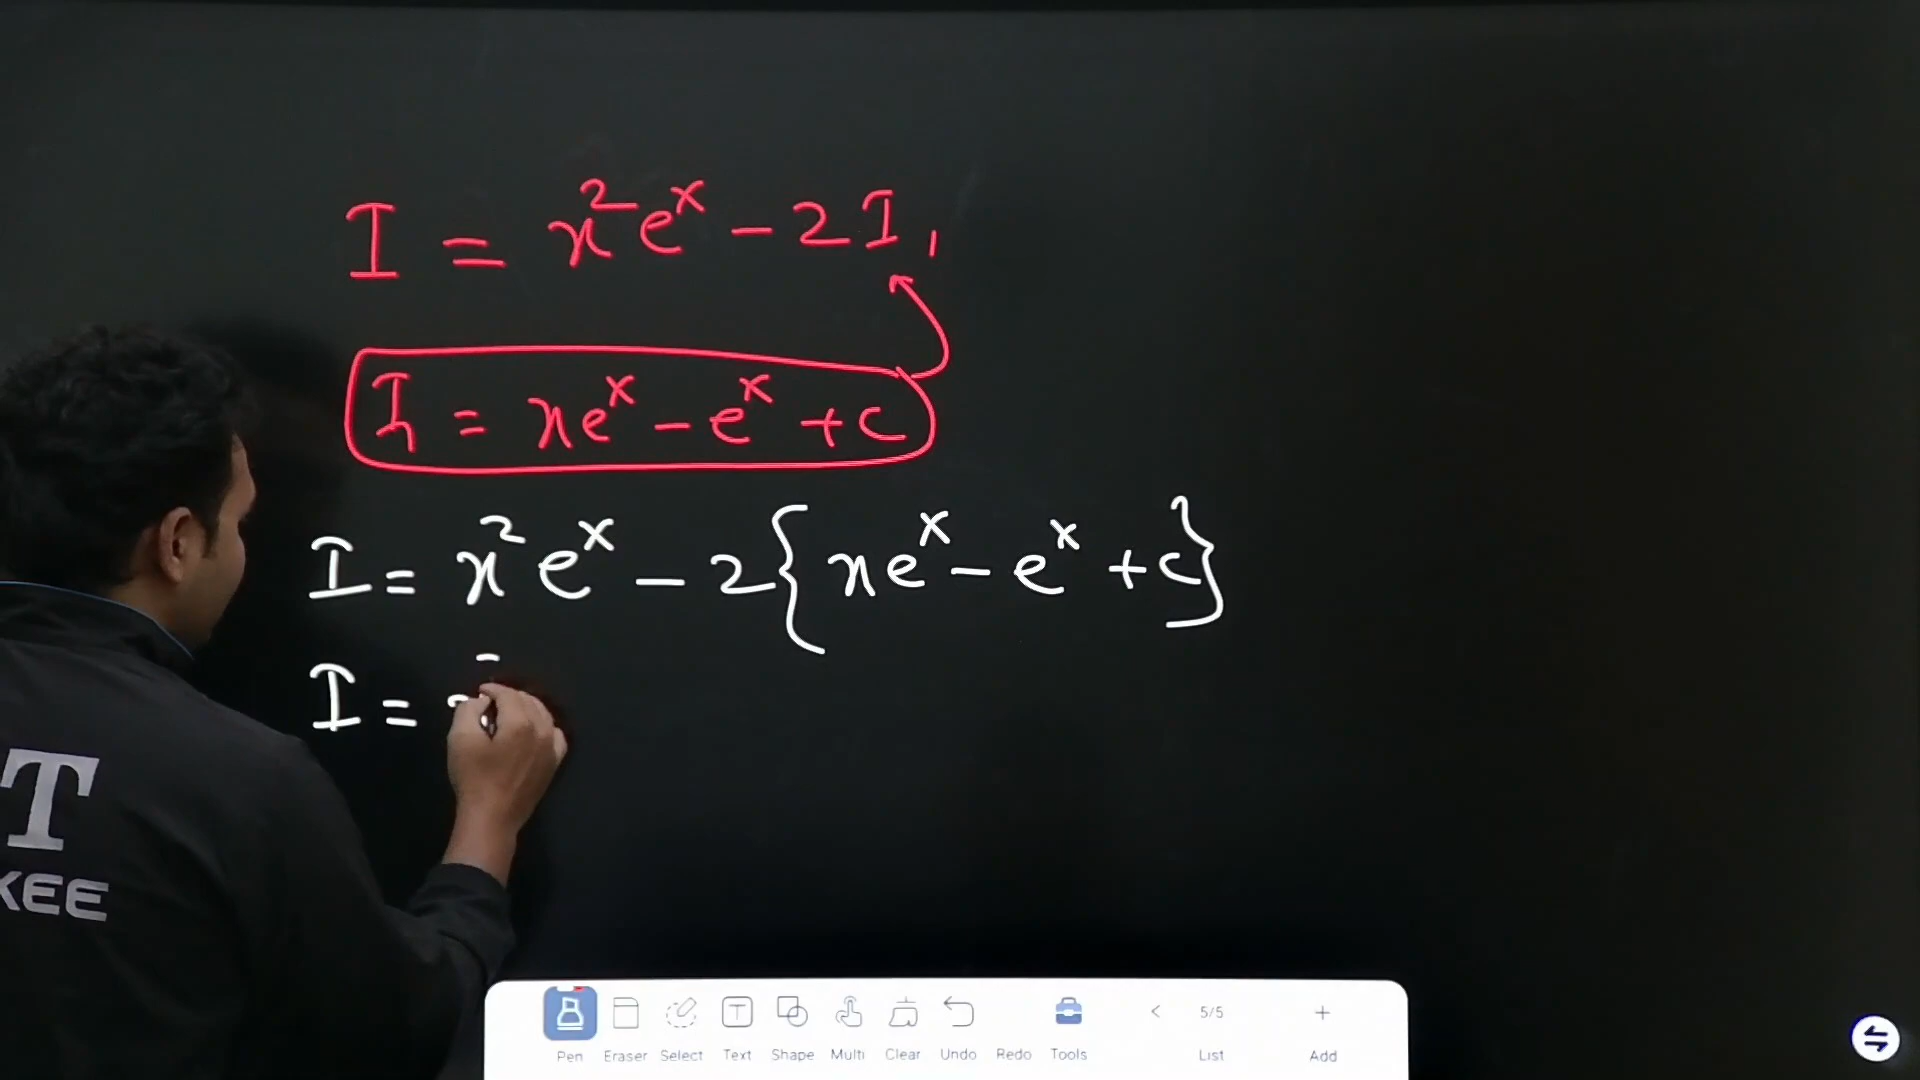 I = x²eˣ - 2I₁
I₁ = xeˣ - eˣ + c
I = x²eˣ - 2{xeˣ - eˣ + c}
I =
T
KEE
Pen Eraser Select Text Shape Multi Clear Undo Redo Tools < 5/5 List + Add